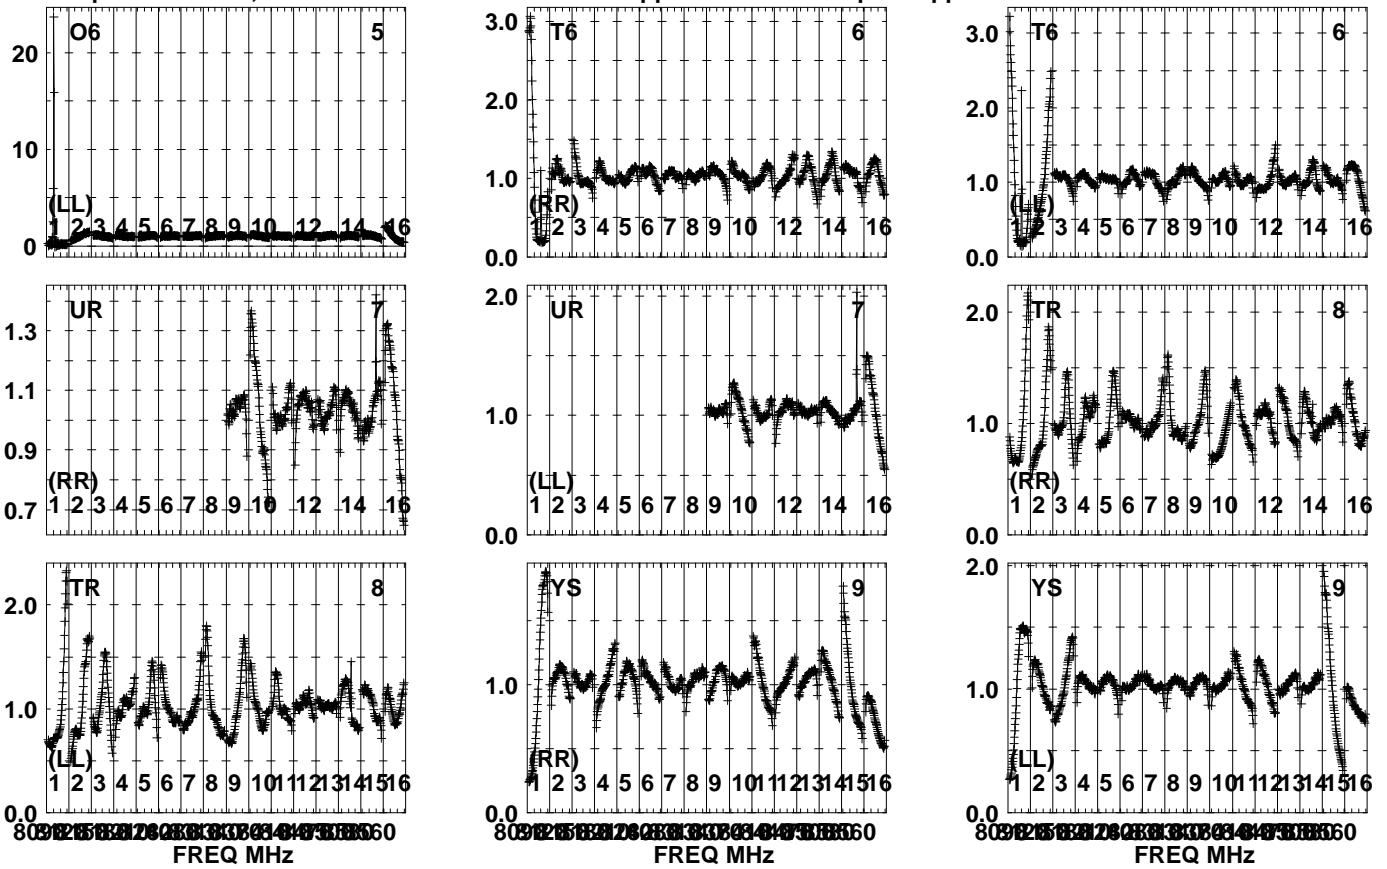 O6 5
20
10
0
(LL)
1 2 3 4 5 6 7 8 9 10 12 14 16
T6 6
3.0
2.0
1.0
0.0
(RR)
1 2 3 4 5 6 7 8 9 10 12 14 16
T6 6
3.0
2.0
1.0
0.0
(LL)
1 2 3 4 5 6 7 8 9 10 12 14 16
UR 7
1.3
1.1
0.9
0.7
(RR)
1 2 3 4 5 6 7 8 9 10 12 14 16
UR 7
2.0
1.0
0.0
(LL)
1 2 3 4 5 6 7 8 9 10 12 14 16
TR 8
2.0
1.0
0.0
(RR)
1 2 3 4 5 6 7 8 9 10 12 14 16
TR 8
2.0
1.0
0.0
(LL)
1 2 3 4 5 6 7 8 9 10 11 12 13 14 15 16
FREQ MHz
YS 9
1.0
0.0
(RR)
1 2 3 4 5 6 7 8 9 10 11 12 13 14 15 16
FREQ MHz
YS 9
2.0
1.0
0.0
(LL)
1 2 3 4 5 6 7 8 9 10 11 12 13 14 15 16
FREQ MHz